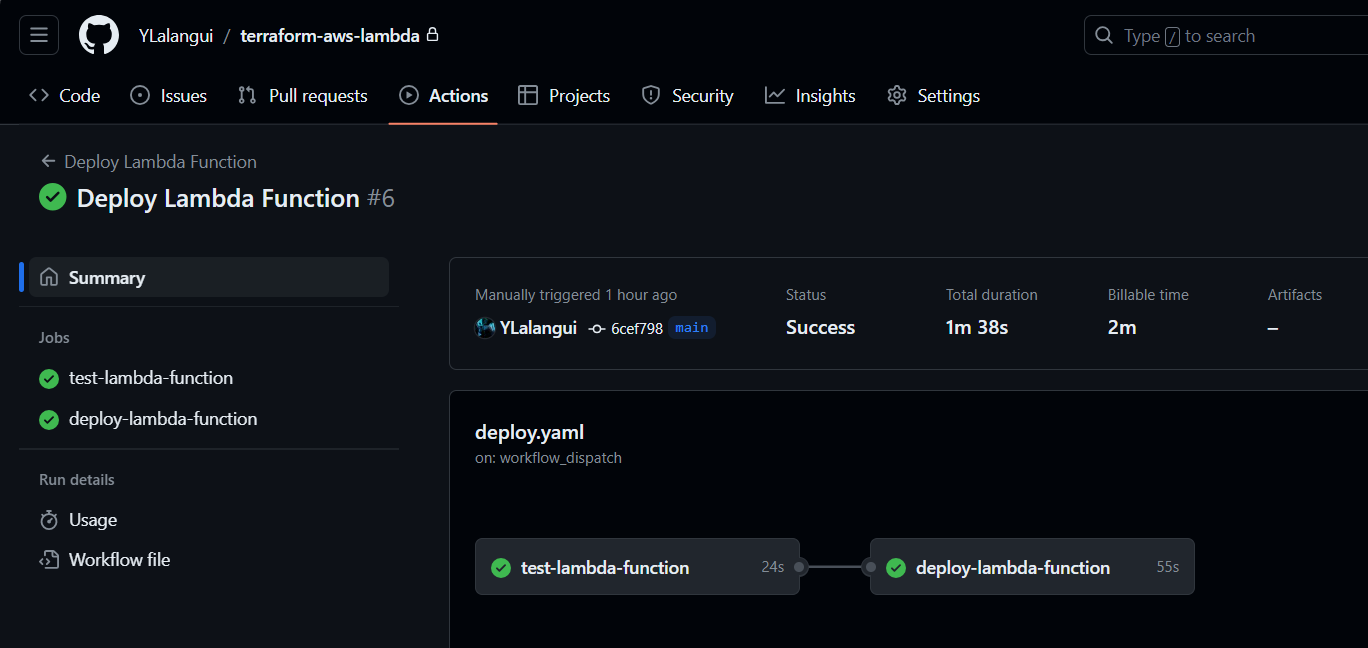 YLalangui / terraform-aws-lambda
Type / to search
Code Issues Pull requests Actions Projects Security Insights Settings
Deploy Lambda Function
Deploy Lambda Function #6
Summary
Jobs
test-lambda-function
deploy-lambda-function
Run details
Usage
Workflow file
Manually triggered 1 hour ago
YLalangui 6cef798 main
Status
Success
Total duration
1m 38s
Billable time
2m
Artifacts
–
deploy.yaml
on: workflow_dispatch
test-lambda-function 24s
deploy-lambda-function 55s